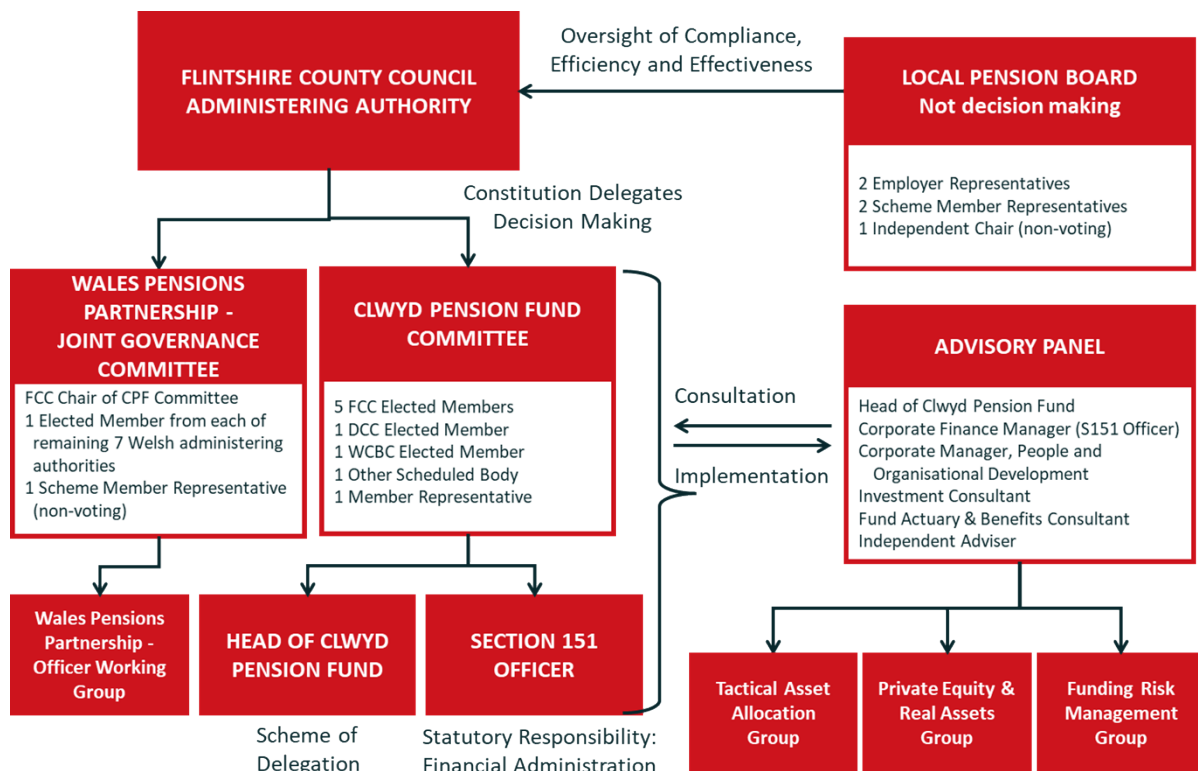 FLINTSHIRE COUNTY COUNCIL
ADMINISTERING AUTHORITY
Oversight of Compliance,
Efficiency and Effectiveness
LOCAL PENSION BOARD
Not decision making
2 Employer Representatives
2 Scheme Member Representatives
1 Independent Chair (non-voting)
Constitution Delegates
Decision Making
WALES PENSIONS
PARTNERSHIP -
JOINT GOVERNANCE
COMMITTEE
FCC Chair of CPF Committee
1 Elected Member from each of
remaining 7 Welsh administering
authorities
1 Scheme Member Representative
(non-voting)
CLWYD PENSION FUND
COMMITTEE
5 FCC Elected Members
1 DCC Elected Member
1 WCBC Elected Member
1 Other Scheduled Body
1 Member Representative
Consultation
Implementation
ADVISORY PANEL
Head of Clwyd Pension Fund
Corporate Finance Manager (S151 Officer)
Corporate Manager, People and
Organisational Development
Investment Consultant
Fund Actuary & Benefits Consultant
Independent Adviser
Wales Pensions
Partnership -
Officer Working
Group
HEAD OF CLWYD
PENSION FUND
SECTION 151
OFFICER
Tactical Asset
Allocation
Group
Private Equity &
Real Assets
Group
Funding Risk
Management
Group
Scheme of
Delegation
Statutory Responsibility:
Financial Administration